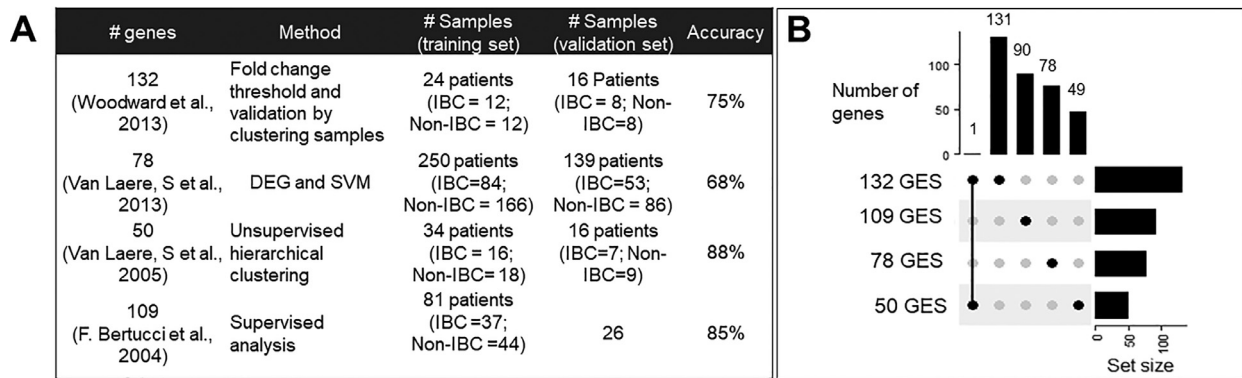 A
# genes Method # Samples (training set) # Samples (validation set) Accuracy
132
(Woodward et al.,
2013)
Fold change
threshold and
validation by
clustering samples
24 patients
(IBC = 12;
Non-IBC = 12)
16 Patients
(IBC = 8; Non-
IBC=8)
75%
78
(Van Laere, S et al.,
2013)
DEG and SVM
250 patients
(IBC=84;
Non-IBC = 166)
139 patients
(IBC=53;
Non-IBC = 86)
68%
50
(Van Laere, S et al.,
2005)
Unsupervised
hierarchical
clustering
34 patients
(IBC = 16;
Non-IBC = 18)
16 patients
(IBC=7; Non-
IBC=9)
88%
109
(F. Bertucci et al.,
2004)
Supervised
analysis
81 patients
(IBC =37;
Non-IBC =44)
26
85%
B
131
90
78
49
1
Number of
genes
100
50
0
132 GES
109 GES
78 GES
50 GES
0 50 100
Set size